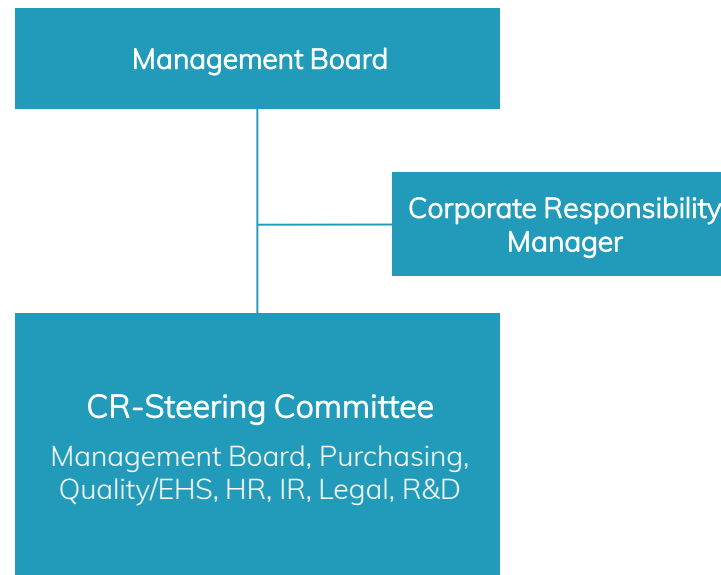 Management Board
Corporate Responsibility
Manager
CR-Steering Committee
Management Board, Purchasing,
Quality/EHS, HR, IR, Legal, R&D